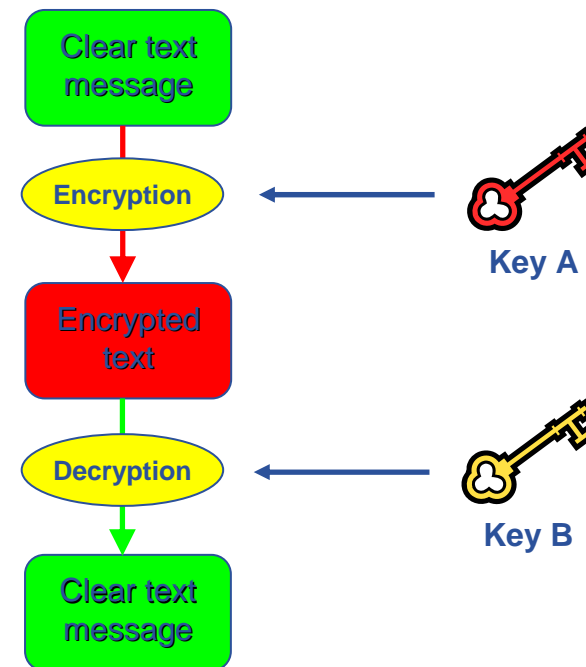 Clear text
message
Encryption
Key A
Encrypted
text
Decryption
Key B
Clear text
message